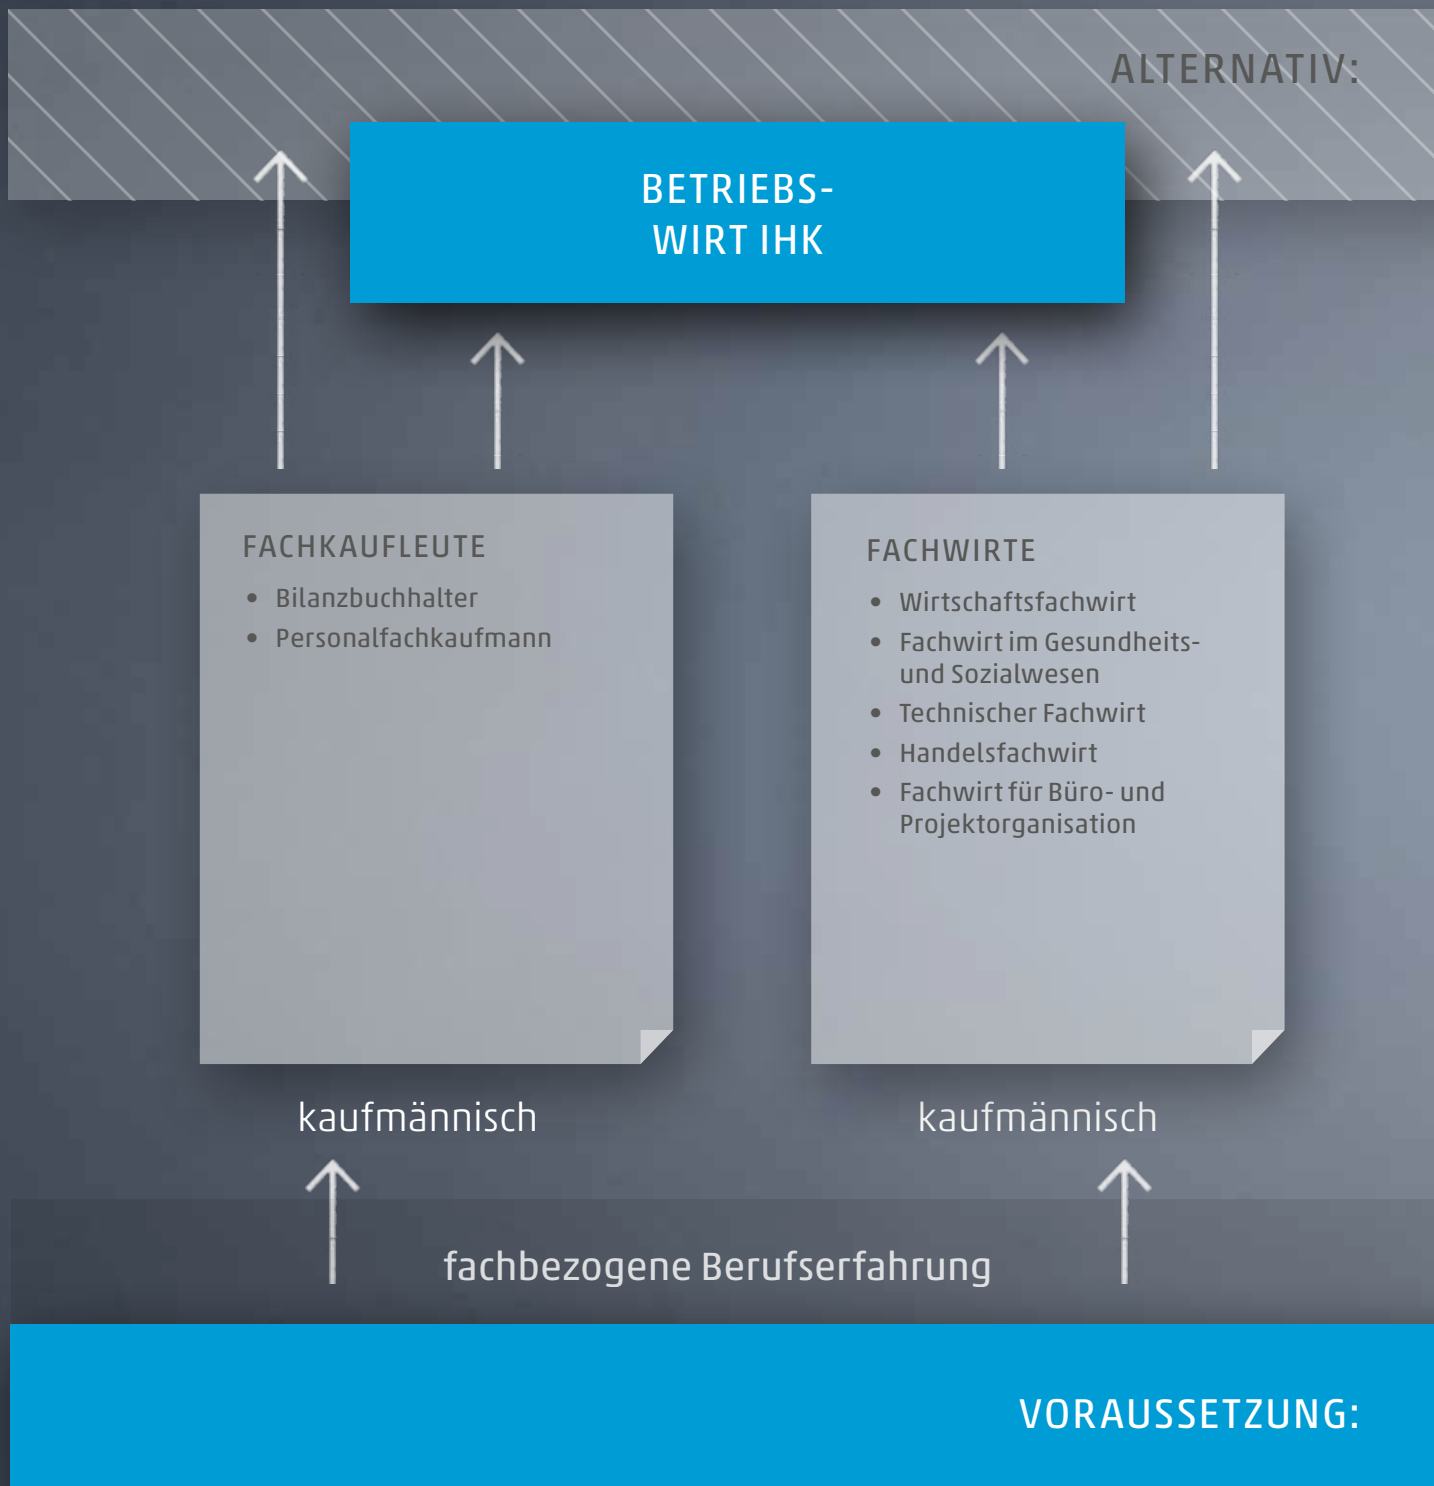 ALTERNATIV:
BETRIEBS-
WIRT IHK
FACHKAUFLEUTE
• Bilanzbuchhalter
• Personalfachkaufmann
FACHWIRTE
• Wirtschaftsfachwirt
• Fachwirt im Gesundheits-
und Sozialwesen
• Technischer Fachwirt
• Handelsfachwirt
• Fachwirt für Büro- und
Projektorganisation
kaufmännisch
kaufmännisch
fachbezogene Berufserfahrung
VORAUSSETZUNG: